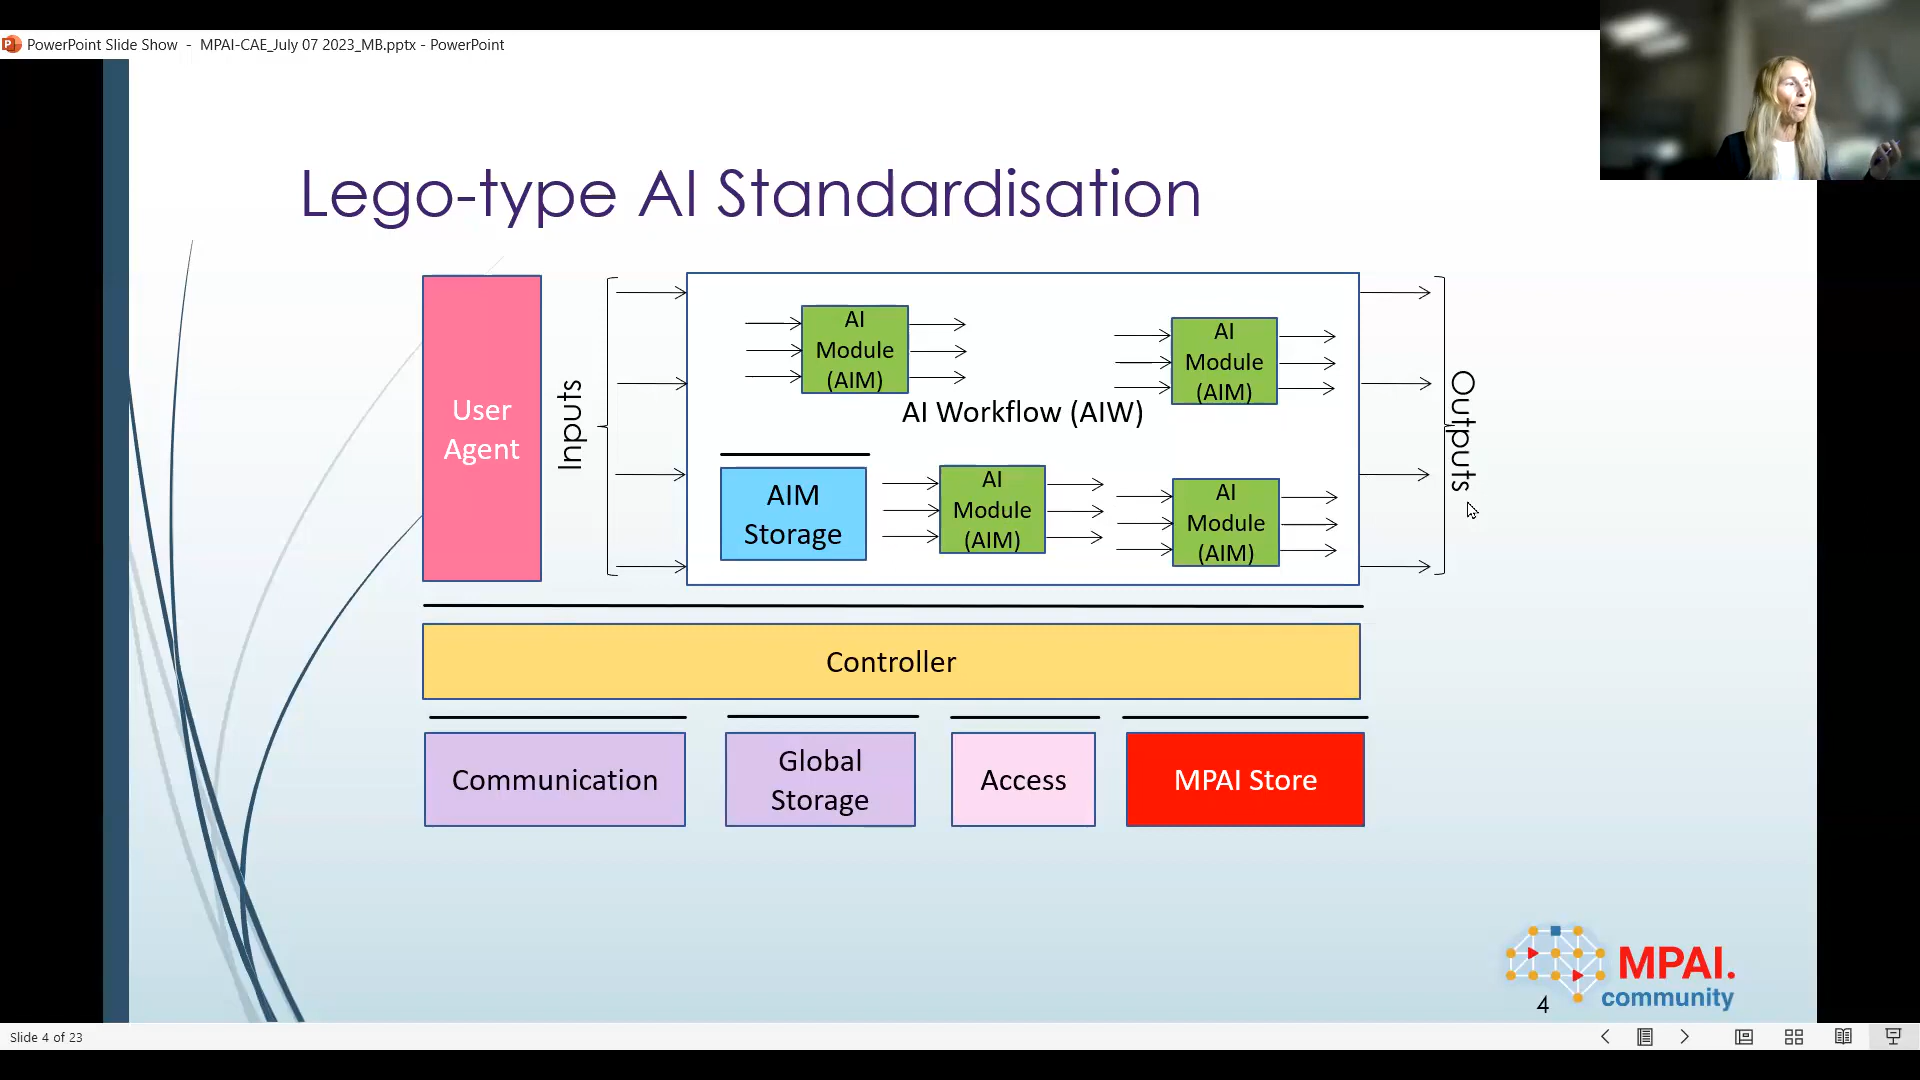 PowerPoint Slide Show - MPAI-CAE_July 07 2023_MB.pptx - PowerPoint
Lego-type AI Standardisation
User
Agent
Inputs
AI
Module
(AIM)
AI
Module
(AIM)
AI Workflow (AIW)
AIM
Storage
AI
Module
(AIM)
AI
Module
(AIM)
Outputs
Controller
Communication
Global
Storage
Access
MPAI Store
MPAI.
community
4
Slide 4 of 23